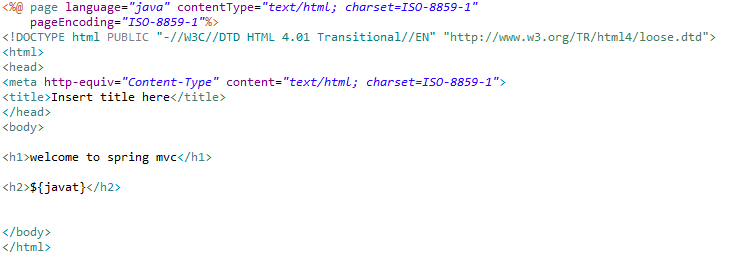 <%@ page language="java" contentType="text/html; charset=ISO-8859-1"
    pageEncoding="ISO-8859-1"%>
<!DOCTYPE html PUBLIC "-//W3C//DTD HTML 4.01 Transitional//EN" "http://www.w3.org/TR/html4/loose.dtd">
<html>
<head>
<meta http-equiv="Content-Type" content="text/html; charset=ISO-8859-1">
<title>Insert title here</title>
</head>
<body>
<h1>welcome to spring mvc</h1>
<h2>${javat}</h2>
</body>
</html>